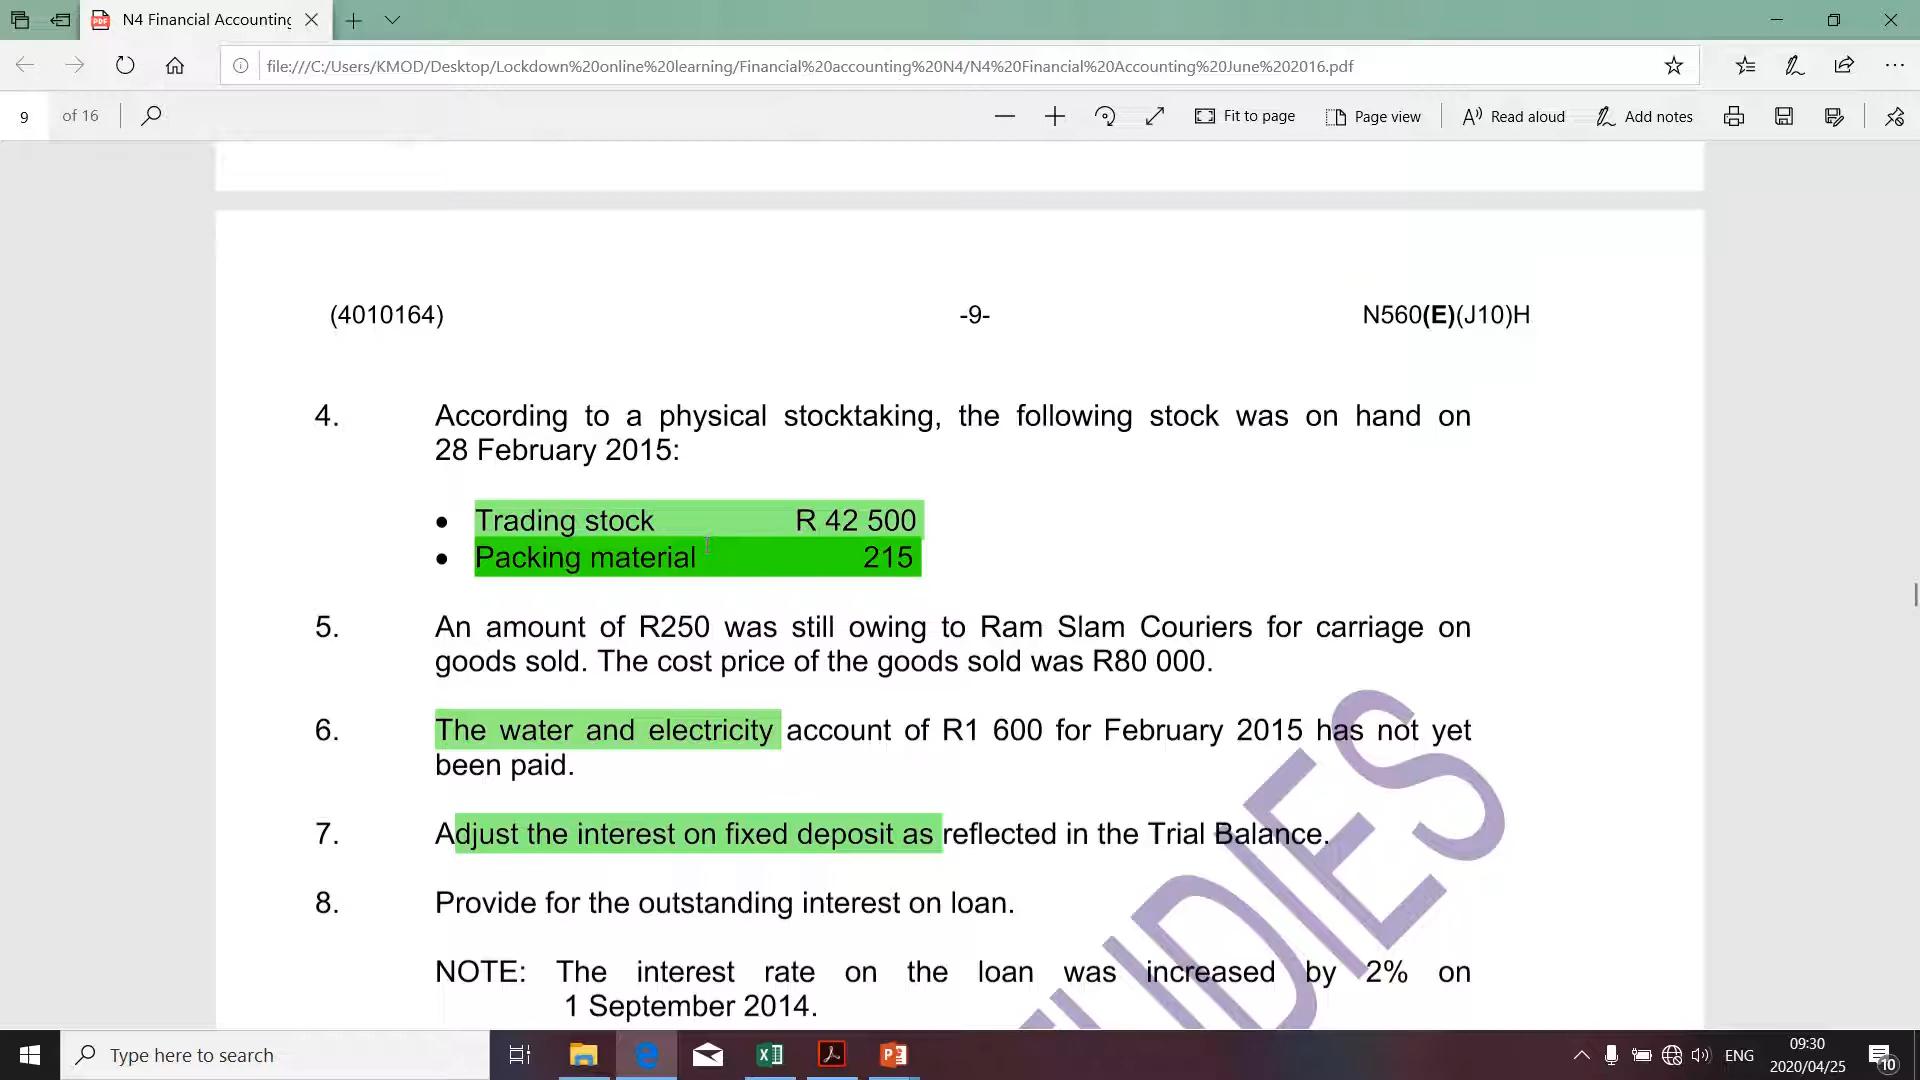 N4 Financial Accounting
file:///C:/Users/KMOD/Desktop/Lockdown%20online%20learning/Financial%20accounting%20N4/N4%20Financial%20Accounting%20June%202016.pdf
9 of 16
Fit to page
Page view
Read aloud
Add notes
(4010164) -9- N560(E)(J10)H
4. According to a physical stocktaking, the following stock was on hand on
28 February 2015:
• Trading stock R 42 500
• Packing material 215
5. An amount of R250 was still owing to Ram Slam Couriers for carriage on
goods sold. The cost price of the goods sold was R80 000.
6. The water and electricity account of R1 600 for February 2015 has not yet
been paid.
7. Adjust the interest on fixed deposit as reflected in the Trial Balance.
8. Provide for the outstanding interest on loan.
NOTE: The interest rate on the loan was increased by 2% on
1 September 2014.
UDIES
Type here to search
ENG
09:30
2020/04/25
10